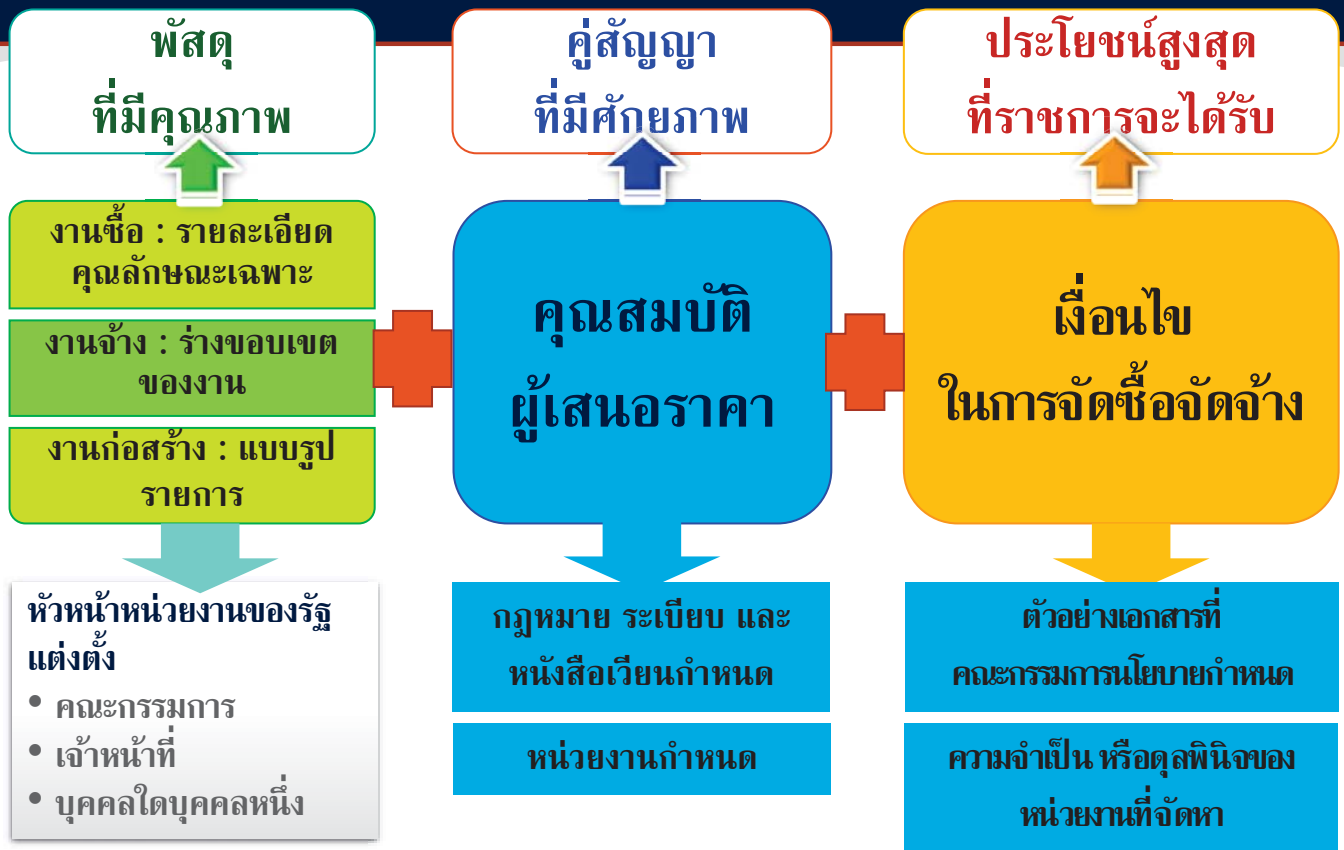 พัสดุ
ที่มีคุณภาพ
งานซื้อ : รายละเอียด
คุณลักษณะเฉพาะ
งานจ้าง : ร่างขอบเขต
ของงาน
งานก่อสร้าง : แบบรูป
รายการ
หัวหน้าหน่วยงานของรัฐ
แต่งตั้ง
• คณะกรรมการ
• เจ้าหน้าที่
• บุคคลใดบุคคลหนึ่ง
คู่สัญญา
ที่มีศักยภาพ
คุณสมบัติ
ผู้เสนอราคา
กฎหมาย ระเบียบ และ
หนังสือเวียนกำหนด
หน่วยงานกำหนด
ประโยชน์สูงสุด
ที่ราชการจะได้รับ
เงื่อนไข
ในการจัดซื้อจัดจ้าง
ตัวอย่างเอกสารที่
คณะกรรมการนโยบายกำหนด
ความจำเป็น หรือดุลพินิจของ
หน่วยงานที่จัดหา